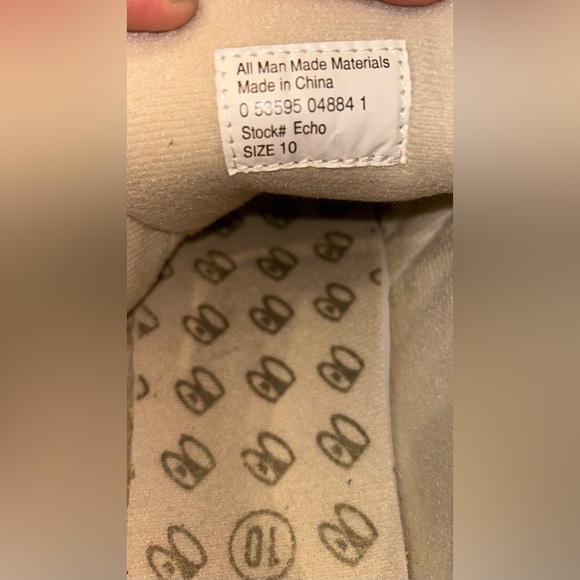 All Man Made Materials
Made in China
0 53595 04884 1
Stock# Echo
SIZE 10
10